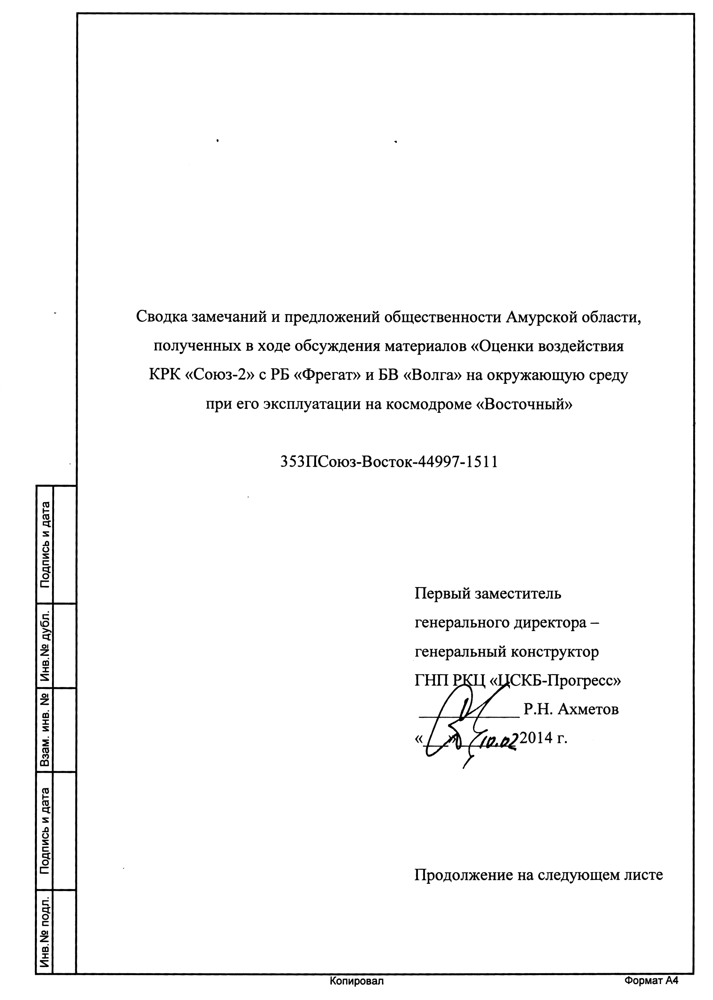 Сводка замечаний и предложений общественности Амурской области,
полученных в ходе обсуждения материалов «Оценки воздействия
КРК «Союз-2» с РБ «Фрегат» и БВ «Волга» на окружающую среду
при его эксплуатации на космодроме «Восточный»
353ПСоюз-Восток-44997-1511
Первый заместитель
генерального директора –
генеральный конструктор
ГНП РКЦ «ЦСКБ-Прогресс»
Р.Н. Ахметов
«___» 10.02 2014 г.
Продолжение на следующем листе
Подпись и дата
Инв.№ дубл.
Взам. инв. №
Подпись и дата
Инв.№ подл.
Копировал
Формат А4